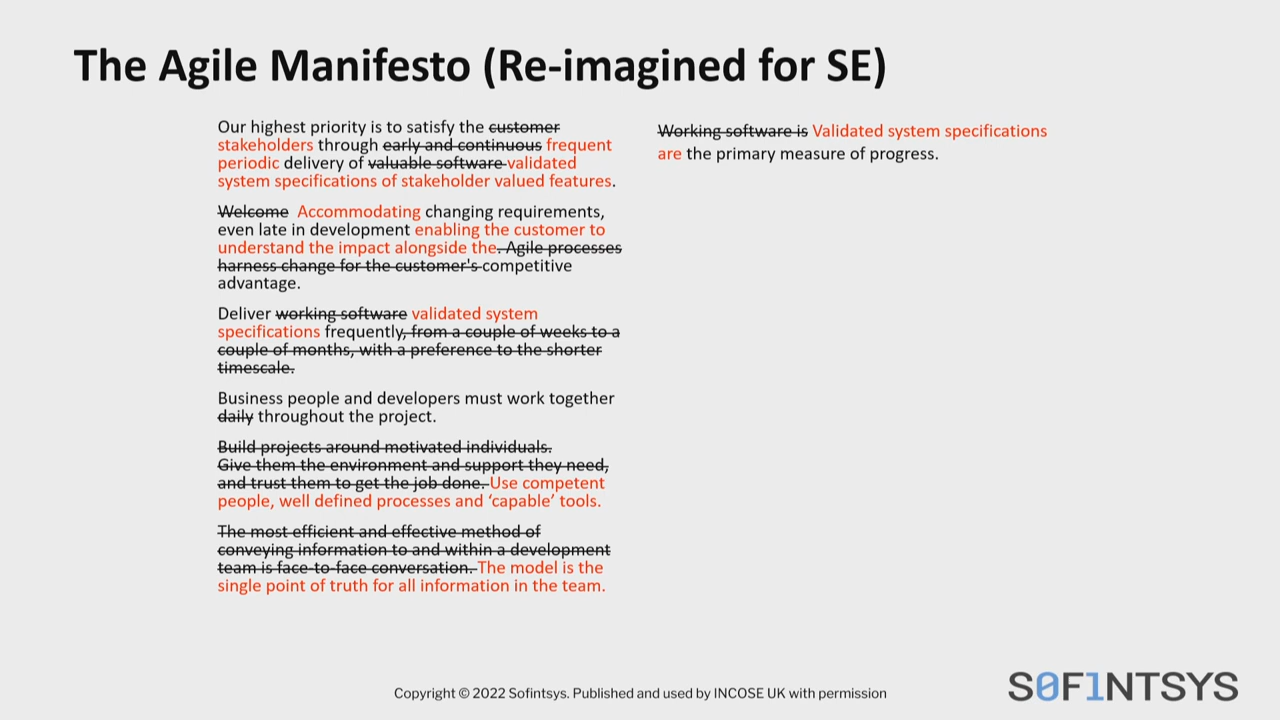 The Agile Manifesto (Re-imagined for SE)
Our highest priority is to satisfy the customer
stakeholders through early and continuous frequent
periodic delivery of valuable software validated
system specifications of stakeholder valued features.
Welcome Accommodating changing requirements,
even late in development enabling the customer to
understand the impact alongside the. Agile processes
harness change for the customer's competitive
advantage.
Deliver working software validated system
specifications frequently, from a couple of weeks to a
couple of months, with a preference to the shorter
timescale.
Business people and developers must work together
daily throughout the project.
Build projects around motivated individuals.
Give them the environment and support they need,
and trust them to get the job done. Use competent
people, well defined processes and ‘capable’ tools.
The most efficient and effective method of
conveying information to and within a development
team is face-to-face conversation. The model is the
single point of truth for all information in the team.
Working software is Validated system specifications
are the primary measure of progress.
Copyright © 2022 Sofintsys. Published and used by INCOSE UK with permission
S0F1NTSYS